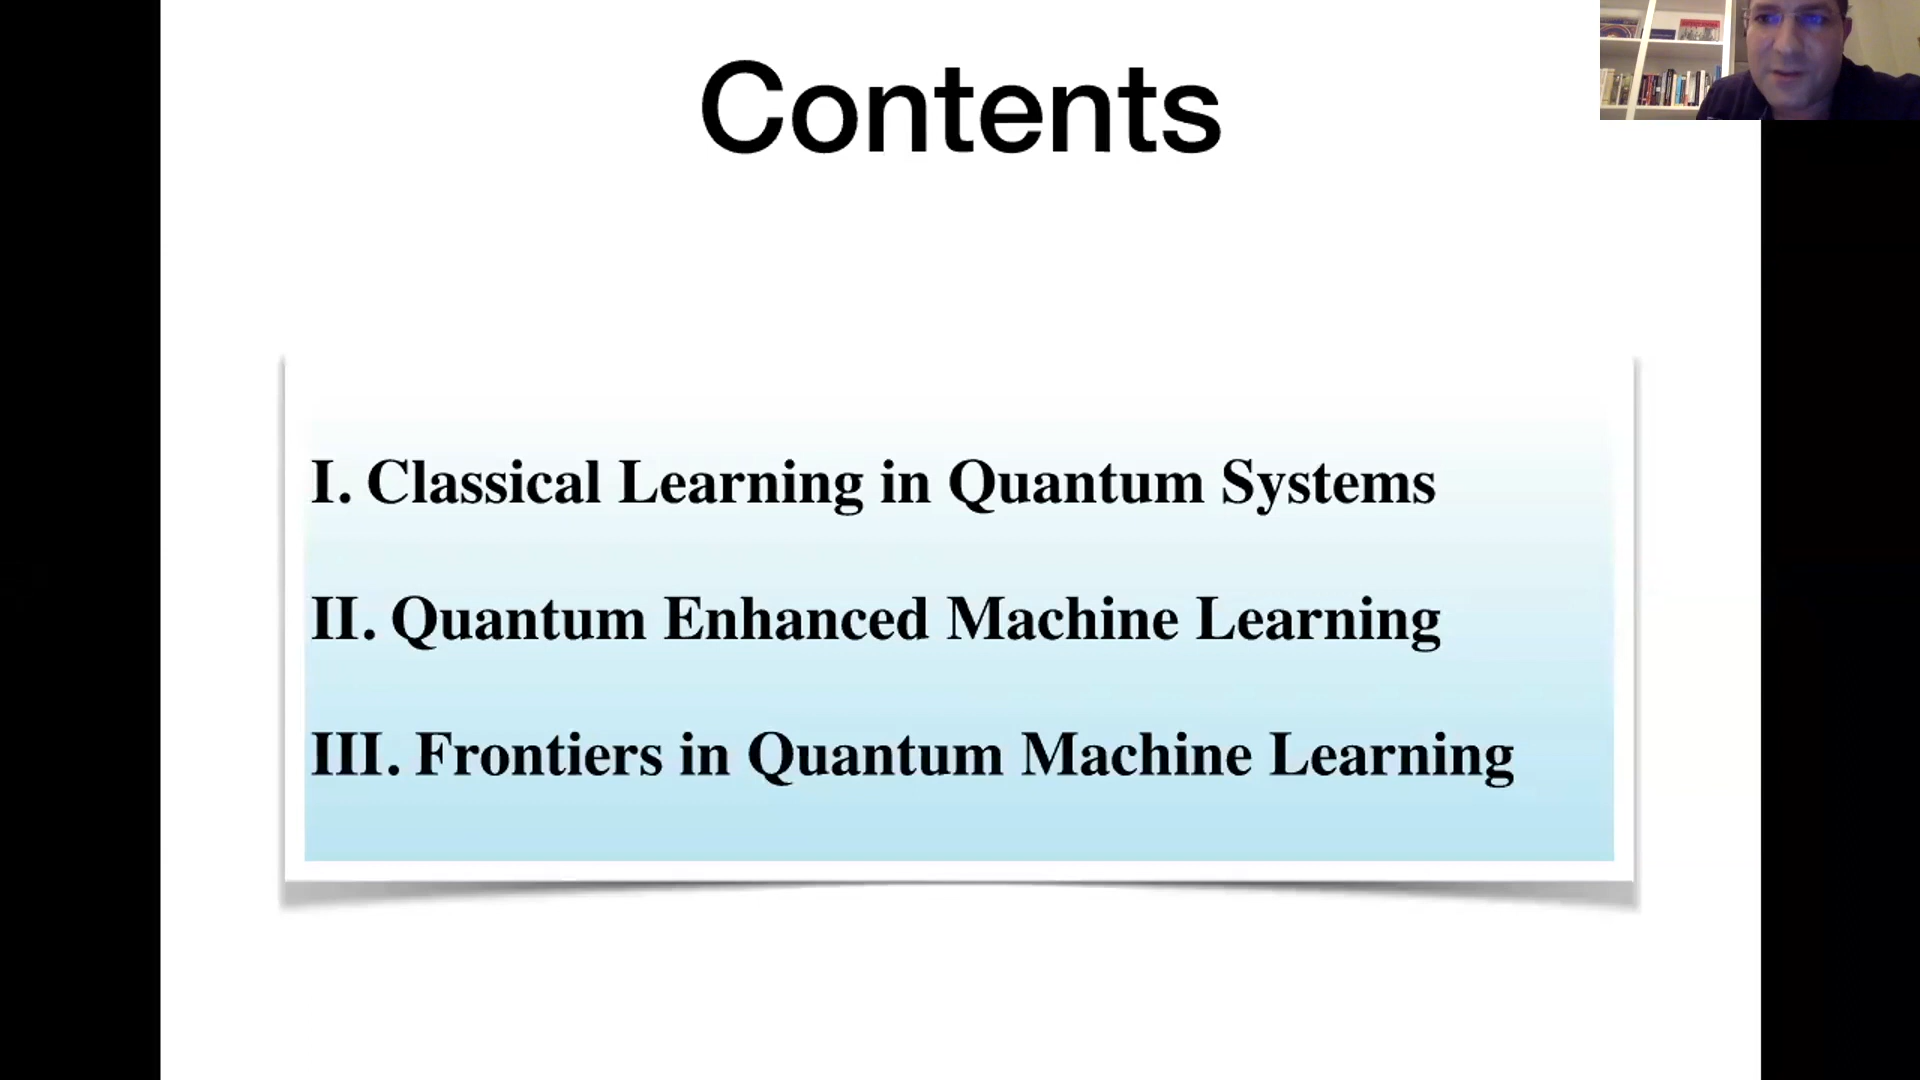 Contents
I. Classical Learning in Quantum Systems
II. Quantum Enhanced Machine Learning
III. Frontiers in Quantum Machine Learning